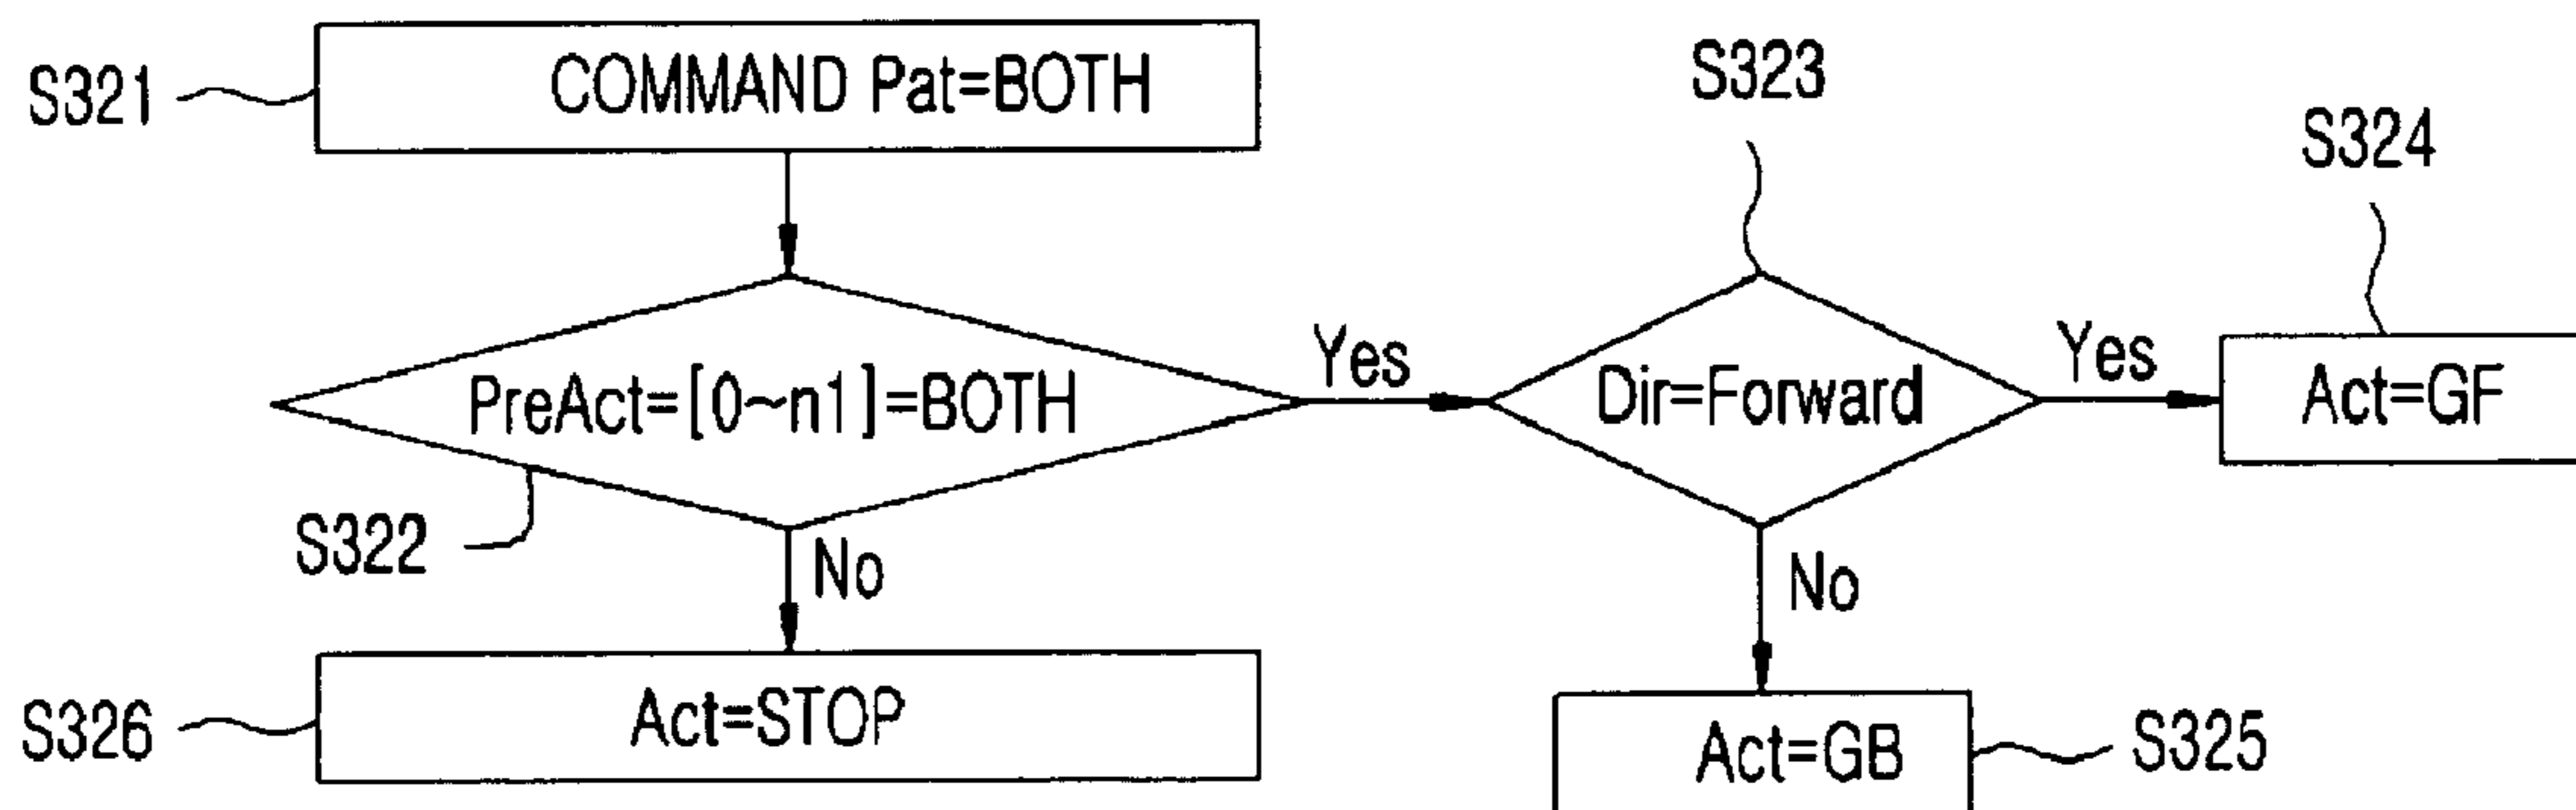 S321
COMMAND Pat=BOTH
S323
S324
PreAct=[0~n1]=BOTH
Yes
Dir=Forward
Yes
Act=GF
S322
No
No
S326
Act=STOP
Act=GB
S325